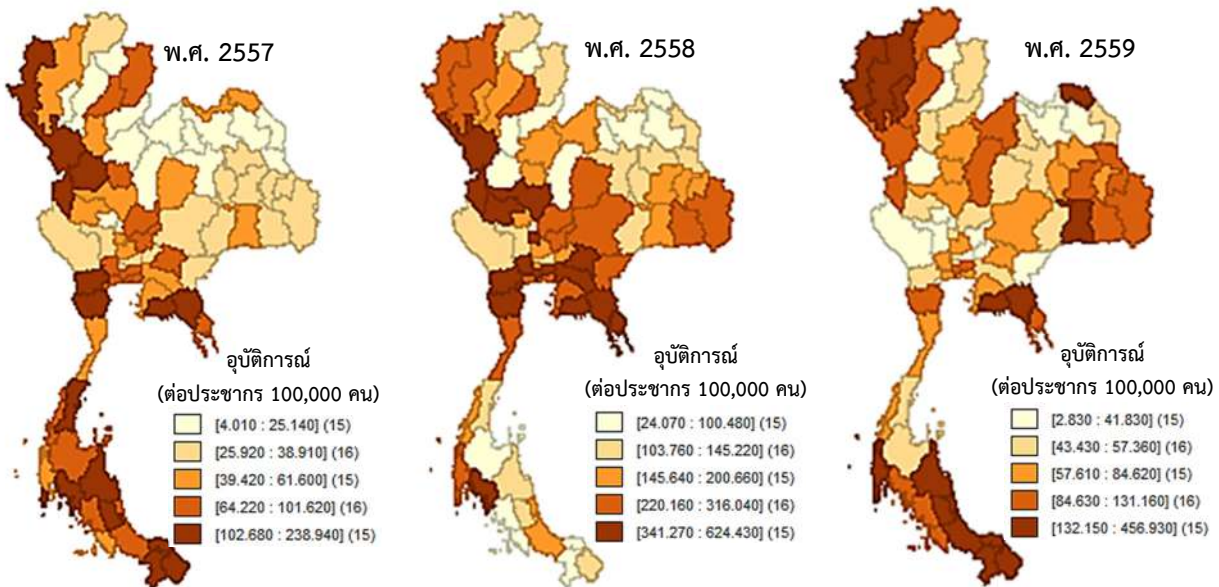 พ.ศ. 2557
อุบัติการณ์
(ต่อประชากร 100,000 คน)
[4.010 : 25.140] (15)
[25.920 : 38.910] (16)
[39.420 : 61.600] (15)
[64.220 : 101.620] (16)
[102.680 : 238.940] (15)
พ.ศ. 2558
อุบัติการณ์
(ต่อประชากร 100,000 คน)
[24.070 : 100.480] (15)
[103.760 : 145.220] (16)
[145.640 : 200.660] (15)
[220.160 : 316.040] (16)
[341.270 : 624.430] (15)
พ.ศ. 2559
อุบัติการณ์
(ต่อประชากร 100,000 คน)
[2.830 : 41.830] (15)
[43.430 : 57.360] (16)
[57.610 : 84.620] (15)
[84.630 : 131.160] (16)
[132.150 : 456.930] (15)